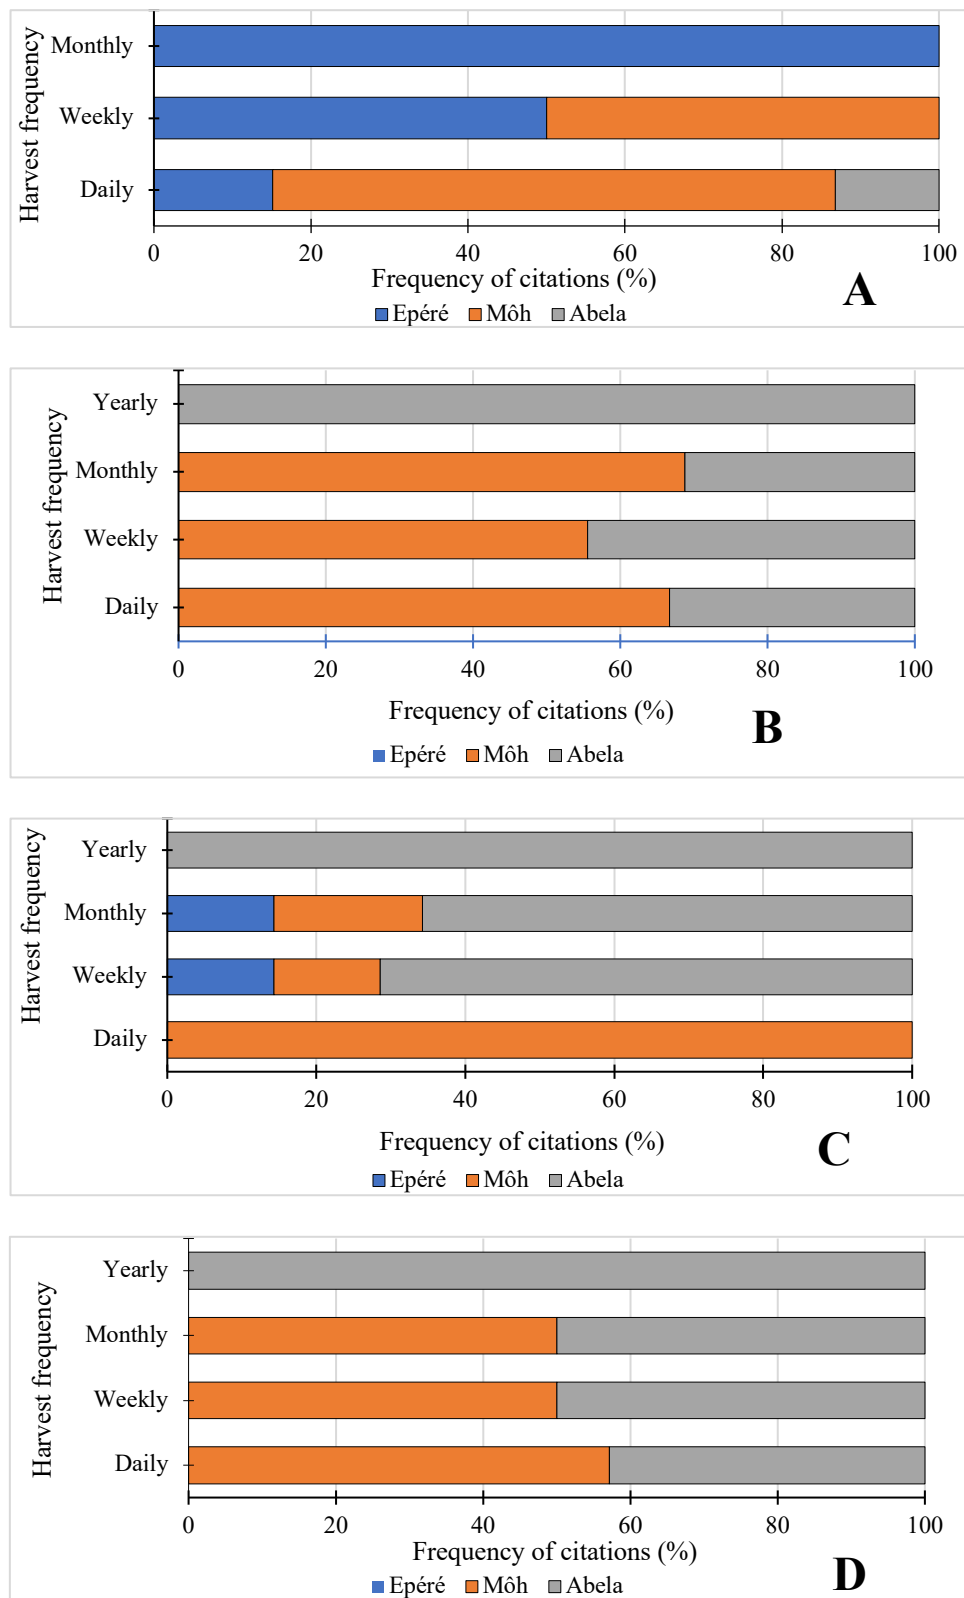 Harvest frequency
Monthly
Weekly
Daily
0 20 40 60 80 100
Frequency of citations (%)
A
Epéré Môh Abela
Harvest frequency
Yearly
Monthly
Weekly
Daily
0 20 40 60 80 100
Frequency of citations (%)
B
Epéré Môh Abela
Harvest frequency
Yearly
Monthly
Weekly
Daily
0 20 40 60 80 100
Frequency of citations (%)
C
Epéré Môh Abela
Harvest frequency
Yearly
Monthly
Weekly
Daily
0 20 40 60 80 100
Frequency of citations (%)
D
Epéré Môh Abela